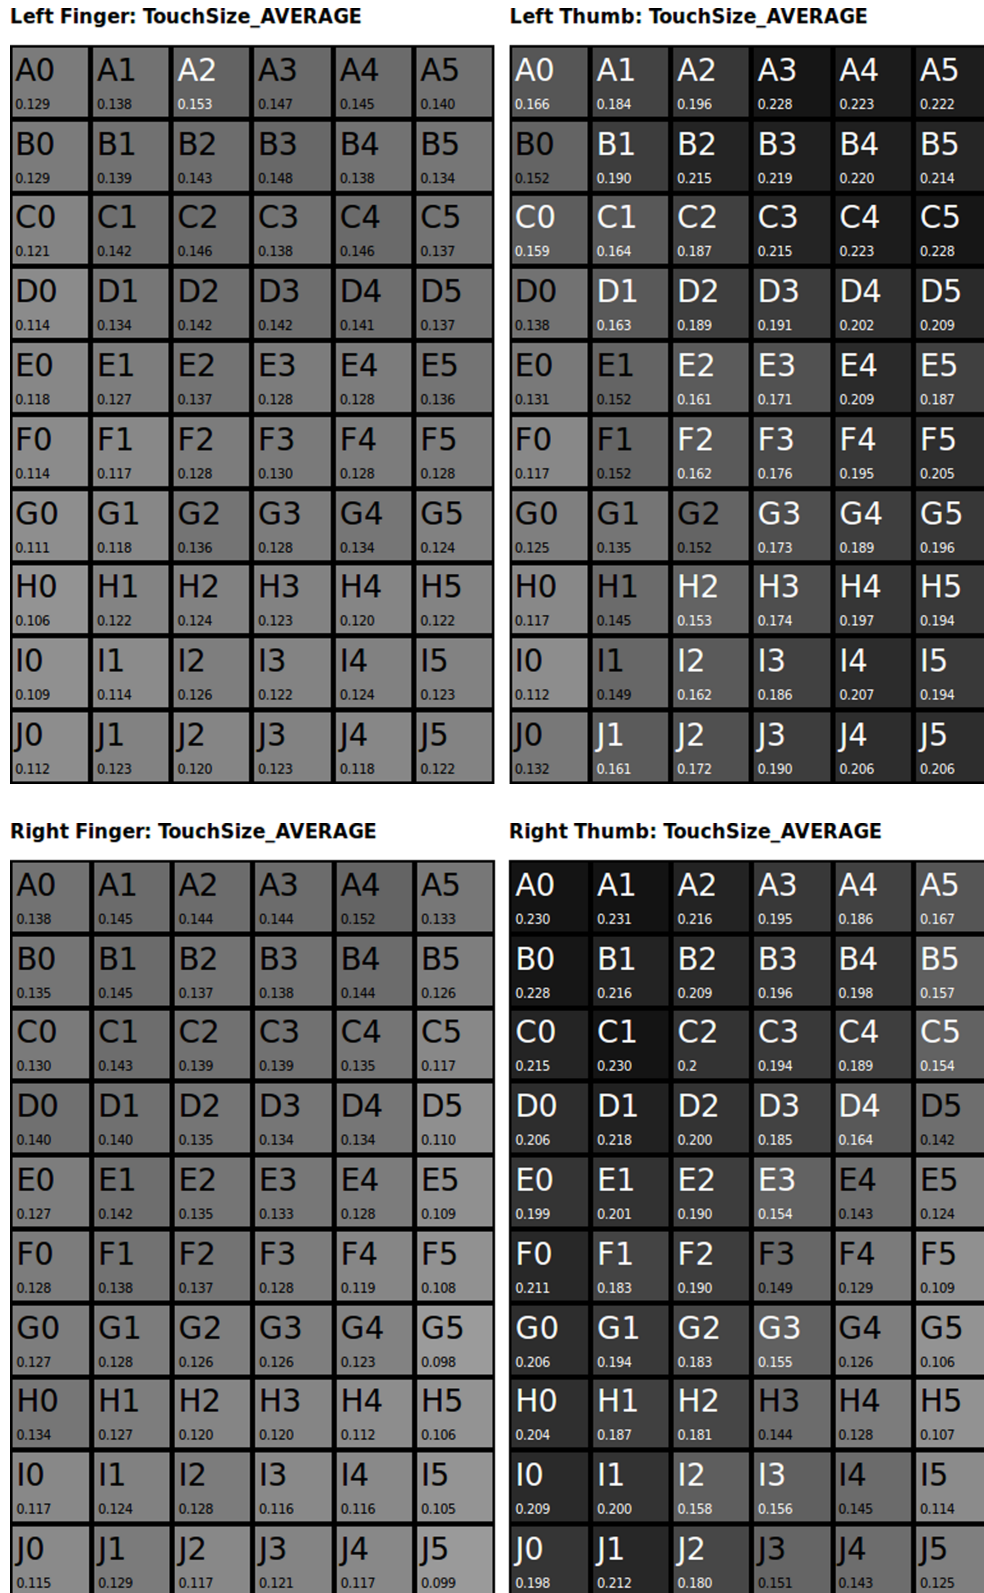 Left Finger: TouchSize_AVERAGE
A0 A1 A2 A3 A4 A5
0.129 0.138 0.153 0.147 0.145 0.140
B0 B1 B2 B3 B4 B5
0.129 0.139 0.143 0.148 0.138 0.134
C0 C1 C2 C3 C4 C5
0.121 0.142 0.146 0.138 0.146 0.137
D0 D1 D2 D3 D4 D5
0.114 0.134 0.142 0.142 0.141 0.137
E0 E1 E2 E3 E4 E5
0.118 0.127 0.137 0.128 0.128 0.136
F0 F1 F2 F3 F4 F5
0.114 0.117 0.128 0.130 0.128 0.128
G0 G1 G2 G3 G4 G5
0.111 0.118 0.136 0.128 0.134 0.124
H0 H1 H2 H3 H4 H5
0.106 0.122 0.124 0.123 0.120 0.122
I0 I1 I2 I3 I4 I5
0.109 0.114 0.126 0.122 0.124 0.123
J0 J1 J2 J3 J4 J5
0.112 0.123 0.120 0.123 0.118 0.122
Left Thumb: TouchSize_AVERAGE
A0 A1 A2 A3 A4 A5
0.166 0.184 0.196 0.228 0.223 0.222
B0 B1 B2 B3 B4 B5
0.152 0.190 0.215 0.219 0.220 0.214
C0 C1 C2 C3 C4 C5
0.159 0.164 0.187 0.215 0.223 0.228
D0 D1 D2 D3 D4 D5
0.138 0.163 0.189 0.191 0.202 0.209
E0 E1 E2 E3 E4 E5
0.131 0.152 0.161 0.171 0.209 0.187
F0 F1 F2 F3 F4 F5
0.117 0.152 0.162 0.176 0.195 0.205
G0 G1 G2 G3 G4 G5
0.125 0.135 0.152 0.173 0.189 0.196
H0 H1 H2 H3 H4 H5
0.117 0.145 0.153 0.174 0.197 0.194
I0 I1 I2 I3 I4 I5
0.112 0.149 0.162 0.186 0.207 0.194
J0 J1 J2 J3 J4 J5
0.132 0.161 0.172 0.190 0.206 0.206
Right Finger: TouchSize_AVERAGE
A0 A1 A2 A3 A4 A5
0.138 0.145 0.144 0.144 0.152 0.133
B0 B1 B2 B3 B4 B5
0.135 0.145 0.137 0.138 0.144 0.126
C0 C1 C2 C3 C4 C5
0.130 0.143 0.139 0.139 0.135 0.117
D0 D1 D2 D3 D4 D5
0.140 0.140 0.135 0.134 0.134 0.110
E0 E1 E2 E3 E4 E5
0.127 0.142 0.135 0.133 0.128 0.109
F0 F1 F2 F3 F4 F5
0.128 0.138 0.137 0.128 0.119 0.108
G0 G1 G2 G3 G4 G5
0.127 0.128 0.126 0.126 0.123 0.098
H0 H1 H2 H3 H4 H5
0.134 0.127 0.120 0.120 0.112 0.106
I0 I1 I2 I3 I4 I5
0.117 0.124 0.128 0.116 0.116 0.105
J0 J1 J2 J3 J4 J5
0.115 0.129 0.117 0.121 0.117 0.099
Right Thumb: TouchSize_AVERAGE
A0 A1 A2 A3 A4 A5
0.230 0.231 0.216 0.195 0.186 0.167
B0 B1 B2 B3 B4 B5
0.228 0.216 0.209 0.196 0.198 0.157
C0 C1 C2 C3 C4 C5
0.215 0.230 0.2 0.194 0.189 0.154
D0 D1 D2 D3 D4 D5
0.206 0.218 0.200 0.185 0.164 0.142
E0 E1 E2 E3 E4 E5
0.199 0.201 0.190 0.154 0.143 0.124
F0 F1 F2 F3 F4 F5
0.211 0.183 0.190 0.149 0.129 0.109
G0 G1 G2 G3 G4 G5
0.206 0.194 0.183 0.155 0.126 0.106
H0 H1 H2 H3 H4 H5
0.204 0.187 0.181 0.144 0.128 0.107
I0 I1 I2 I3 I4 I5
0.209 0.200 0.158 0.156 0.145 0.114
J0 J1 J2 J3 J4 J5
0.198 0.212 0.180 0.151 0.143 0.125